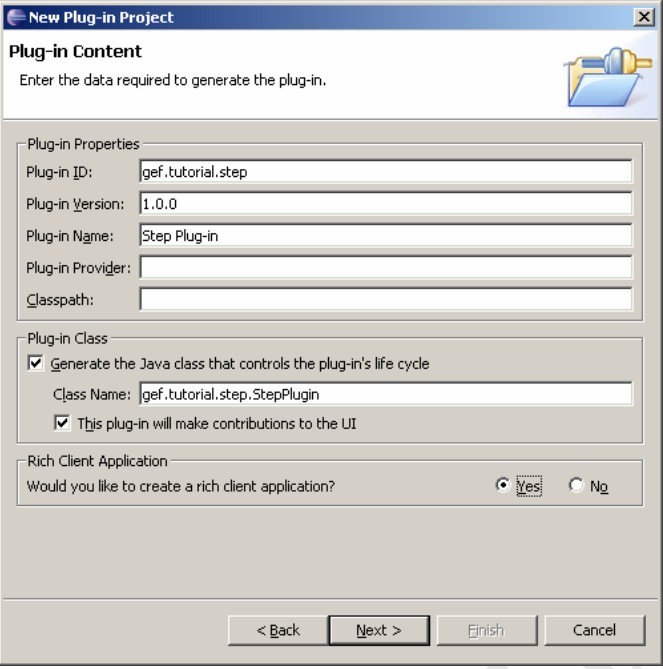 New Plug-in Project
Plug-in Content
Enter the data required to generate the plug-in.
Plug-in Properties
Plug-in ID: gef.tutorial.step
Plug-in Version: 1.0.0
Plug-in Name: Step Plug-in
Plug-in Provider:
Classpath:
Plug-in Class
Generate the Java class that controls the plug-in's life cycle
Class Name: gef.tutorial.step.StepPlugin
This plug-in will make contributions to the UI
Rich Client Application
Would you like to create a rich client application? Yes No
< Back Next > Finish Cancel